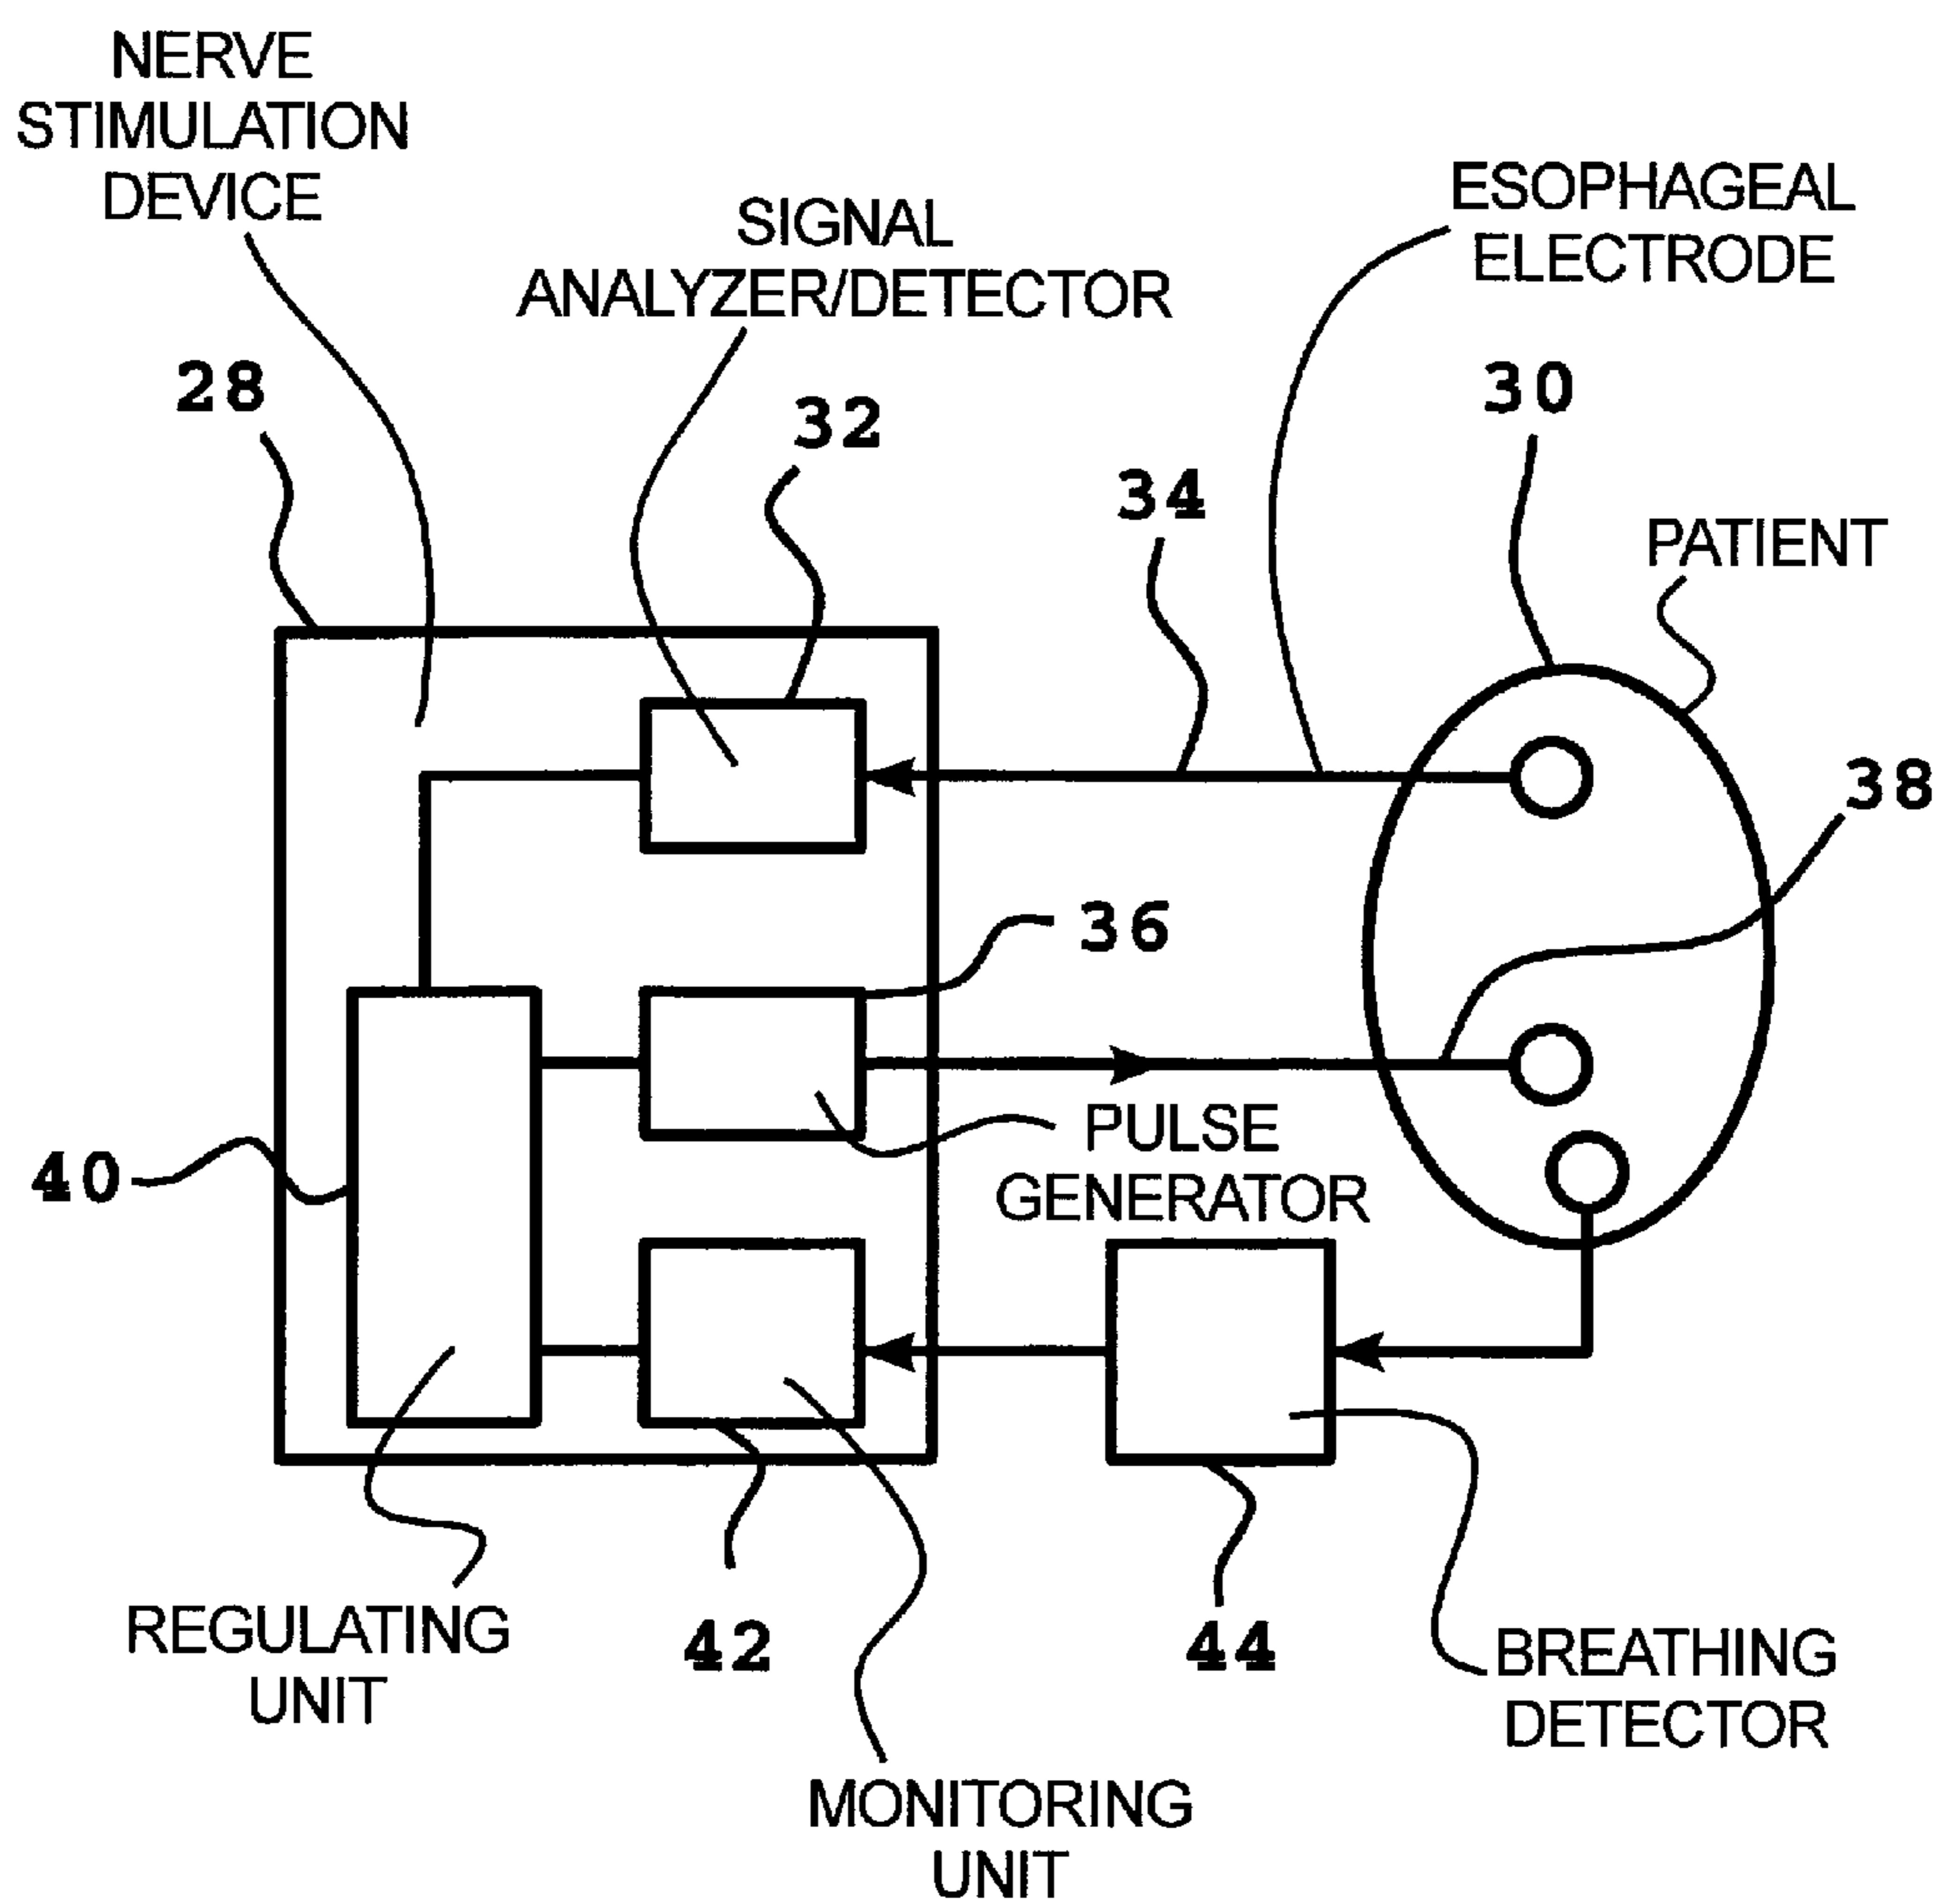 NERVE
STIMULATION
DEVICE
SIGNAL
ANALYZER/DETECTOR
ESOPHAGEAL
ELECTRODE
28
32
34
30
PATIENT
38
36
PULSE
GENERATOR
40
REGULATING
UNIT
42
44
BREATHING
DETECTOR
MONITORING
UNIT